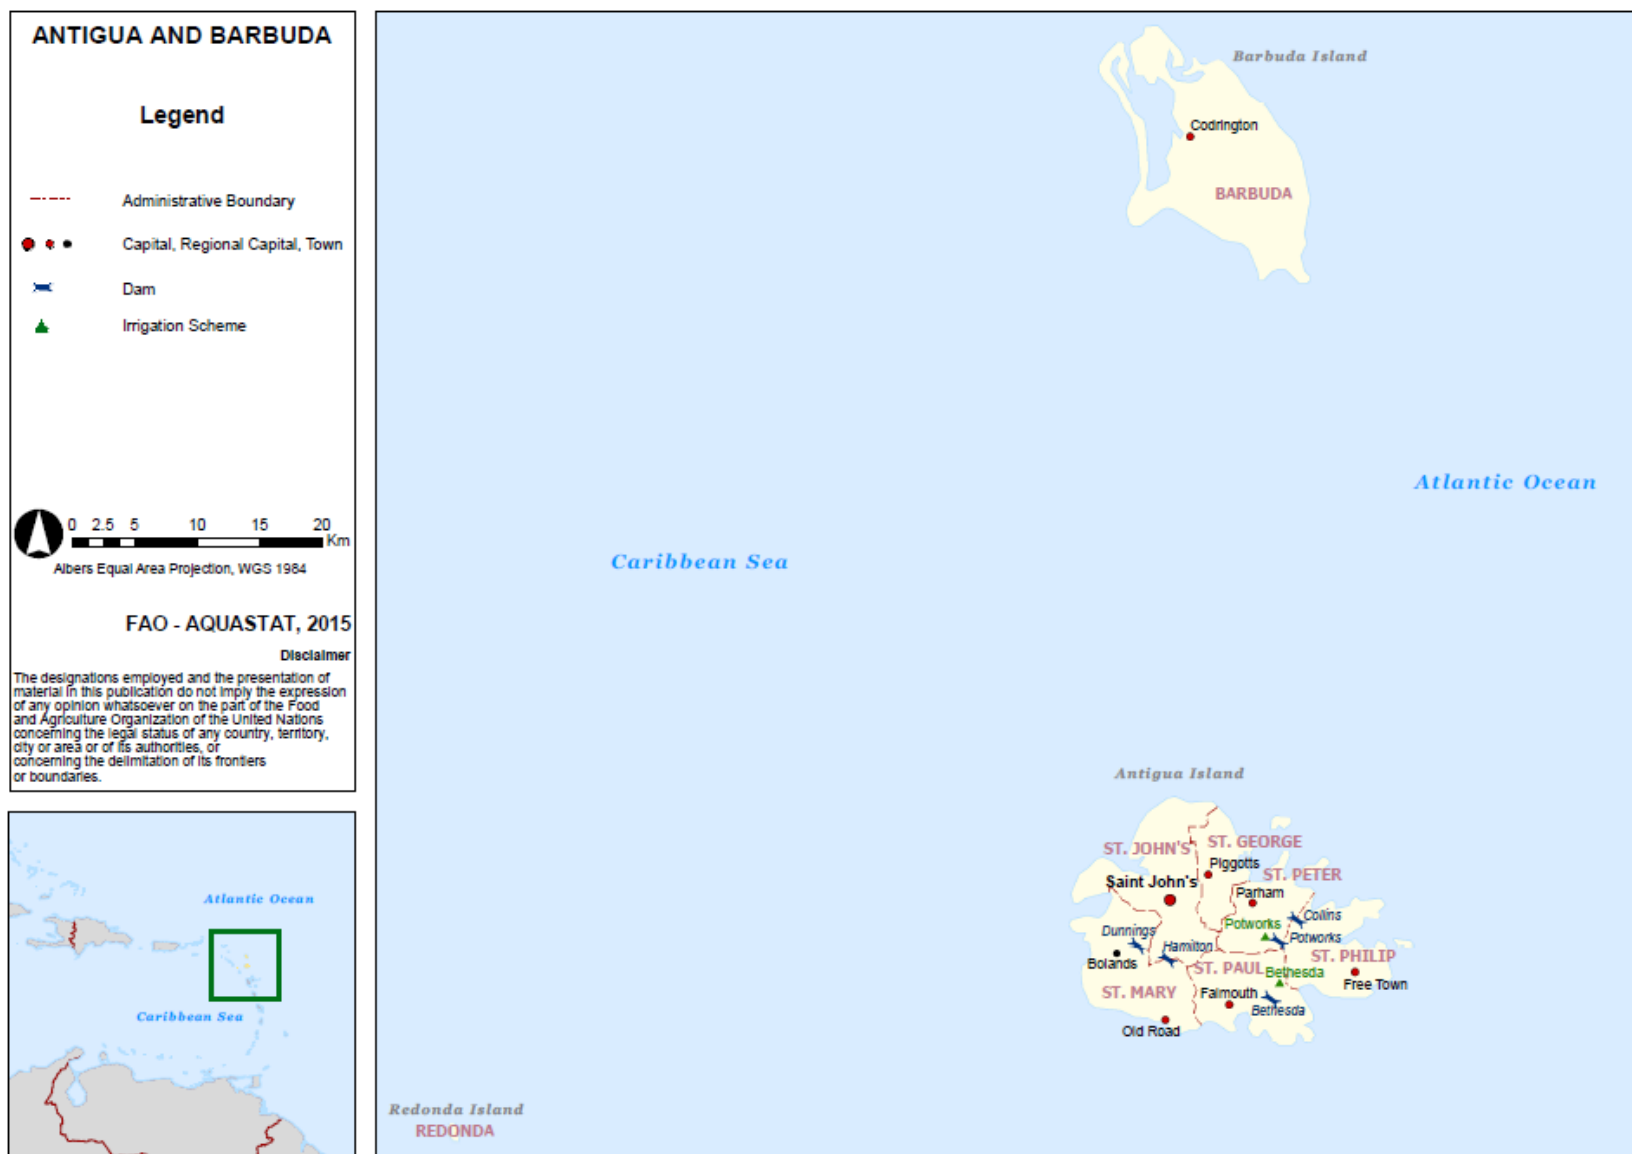 ANTIGUA AND BARBUDA
Legend
Administrative Boundary
Capital, Regional Capital, Town
Dam
Irrigation Scheme
0 2.5 5 10 15 20
Km
Albers Equal Area Projection, WGS 1984
FAO - AQUASTAT, 2015
Disclaimer
The designations employed and the presentation of
material in this publication do not imply the expression
of any opinion whatsoever on the part of the Food
and Agriculture Organization of the United Nations
concerning the legal status of any country, territory,
city or area or of its authorities, or
concerning the delimitation of its frontiers
or boundaries.
Atlantic Ocean
Caribbean Sea
Barbuda Island
Codrington
BARBUDA
Atlantic Ocean
Caribbean Sea
Antigua Island
ST. JOHN'S
ST. GEORGE
Piggotts
ST. PETER
Saint John's
Parham
Collins
Potworks
Dunnings
Potworks
Hamilton
ST. PHILIP
Bolands
ST. PAUL
Bethesda
Free Town
ST. MARY
Falmouth
Bethesda
Old Road
Redonda Island
REDONDA